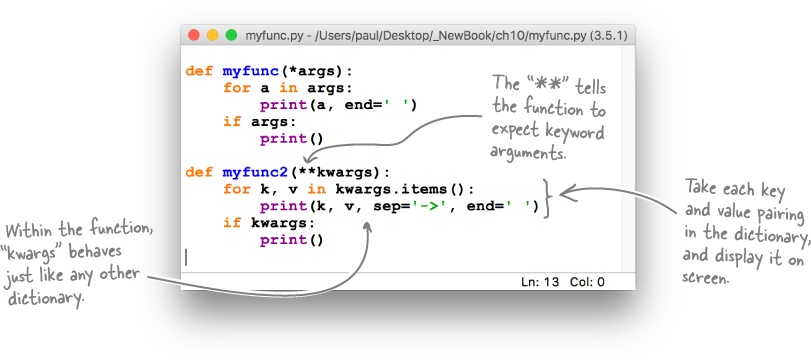 myfunc.py - /Users/paul/Desktop/_NewBook/ch10/myfunc.py (3.5.1)
def myfunc(*args):
    for a in args:
        print(a, end=' ')
    if args:
        print()
def myfunc2(**kwargs):
    for k, v in kwargs.items():
        print(k, v, sep='->', end=' ')
    if kwargs:
        print()
Ln: 13 Col: 0
The “**” tells
the function to
expect keyword
arguments.
Take each key
and value pairing
in the dictionary,
and display it on
screen.
Within the function,
“kwargs” behaves
just like any other
dictionary.